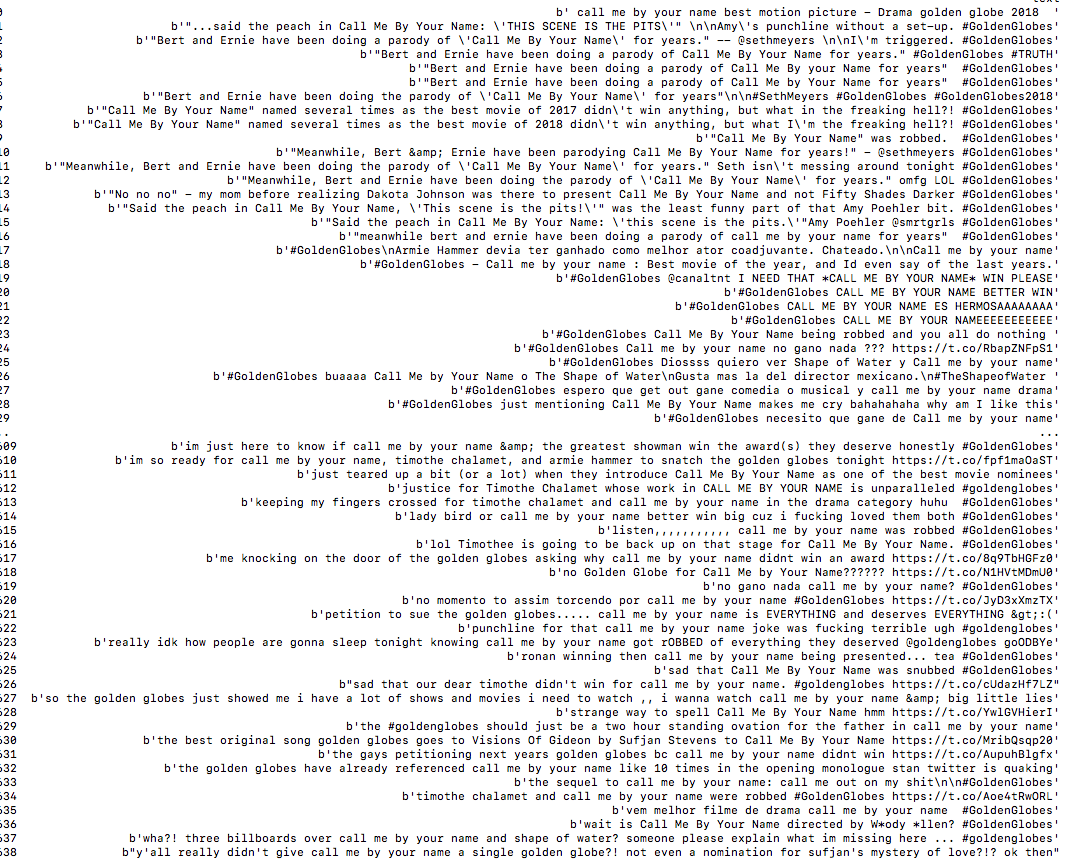 text
0 b' call me by your name best motion picture – Drama golden globe 2018 '
1 b'"...said the peach in Call Me By Your Name: \'THIS SCENE IS THE PITS\'" \n\nAmy\'s punchline without a set-up. #GoldenGlobes'
2 b'"Bert and Ernie have been doing a parody of \'Call Me By Your Name\' for years." –– @sethmeyers \n\nI\'m triggered. #GoldenGlobes'
3 b'"Bert and Ernie have been doing a parody of Call Me By Your Name for years." #GoldenGlobes #TRUTH'
b'"Bert and Ernie have been doing a parody of Call Me By your Name for years"  #GoldenGlobes'
5 b'"Bert and Ernie have been doing a parody of Call Me By Your Name for years"  #GoldenGlobes'
6 b'"Bert and Ernie have been doing the parody of \'Call Me By Your Name\' for years"\n\n#SethMeyers #GoldenGlobes #GoldenGlobes2018'
7 b'"Call Me By Your Name" named several times as the best movie of 2017 didn\'t win anything, but what in the freaking hell?! #GoldenGlobes'
8 b'"Call Me By Your Name" named several times as the best movie of 2018 didn\'t win anything, but what I\'m the freaking hell?! #GoldenGlobes'
9 b'"Call Me By Your Name" was robbed.  #GoldenGlobes'
10 b'"Meanwhile, Bert &amp; Ernie have been parodying Call Me By Your Name for years!" – @sethmeyers #GoldenGlobes'
11 b'"Meanwhile, Bert and Ernie have been doing the parody of \'Call Me By Your Name\' for years." Seth isn\'t messing around tonight #GoldenGlobes'
12 b'"Meanwhile, Bert and Ernie have been doing the parody of \'Call Me By Your Name\' for years." omfg LOL #GoldenGlobes'
13 b'"No no no" – my mom before realizing Dakota Johnson was there to present Call Me By Your Name and not Fifty Shades Darker #GoldenGlobes'
14 b'"Said the peach in Call Me By Your Name, \'This scene is the pits!\'" was the least funny part of that Amy Poehler bit. #GoldenGlobes'
15 b'"Said the peach in Call Me By Your Name: \'this scene is the pits.\'"Amy Poehler @smrtgrls #GoldenGlobes'
16 b'"meanwhile bert and ernie have been doing a parody of call me by your name for years"  #GoldenGlobes'
17 b'#GoldenGlobes\nArmie Hammer devia ter ganhado como melhor ator coadjuvante. Chateado.\n\nCall me by your name'
18 b'#GoldenGlobes – Call me by your name : Best movie of the year, and Id even say of the last years.'
19 b'#GoldenGlobes @canaltnt I NEED THAT *CALL ME BY YOUR NAME* WIN PLEASE'
20 b'#GoldenGlobes CALL ME BY YOUR NAME BETTER WIN'
21 b'#GoldenGlobes CALL ME BY YOUR NAME ES HERMOSAAAAAAAA'
22 b'#GoldenGlobes CALL ME BY YOUR NAMEEEEEEEEEEE'
23 b'#GoldenGlobes Call Me By Your Name being robbed and you all do nothing '
24 b'#GoldenGlobes Call me by your name no gano nada ??? https://t.co/RbapZNFpS1'
25 b'#GoldenGlobes Diossss quiero ver Shape of Water y Call me by your name'
26 b'#GoldenGlobes buaaaa Call Me by Your Name o The Shape of Water\nGusta mas la del director mexicano.\n#TheShapeofWater '
27 b'#GoldenGlobes espero que get out gane comedia o musical y call me by your name drama'
28 b'#GoldenGlobes just mentioning Call Me By Your Name makes me cry bahahahaha why am I like this'
29 b'#GoldenGlobes necesito que gane de Call me by your name'
.. ...
609 b'im just here to know if call me by your name &amp; the greatest showman win the award(s) they deserve honestly #GoldenGlobes'
610 b'im so ready for call me by your name, timothe chalamet, and armie hammer to snatch the golden globes tonight https://t.co/fpf1maOaST'
611 b'just teared up a bit (or a lot) when they introduce Call Me By Your Name as one of the best movie nominees'
612 b'justice for Timothe Chalamet whose work in CALL ME BY YOUR NAME is unparalleled #goldenglobes'
613 b'keeping my fingers crossed for timothe chalamet and call me by your name in the drama category huhu  #GoldenGlobes'
614 b'lady bird or call me by your name better win big cuz i fucking loved them both #GoldenGlobes'
615 b'listen,,,,,,,,,,, call me by your name was robbed #GoldenGlobes'
616 b'lol Timothee is going to be back up on that stage for Call Me By Your Name. #GoldenGlobes'
617 b'me knocking on the door of the golden globes asking why call me by your name didnt win an award https://t.co/8q9TbHGFz0'
618 b'no Golden Globe for Call Me by Your Name?????? https://t.co/N1HVtMDmU0'
619 b'no gano nada call me by your name? #GoldenGlobes'
620 b'no momento to assim torcendo por call me by your name #GoldenGlobes https://t.co/JyD3xXmzTX'
621 b'petition to sue the golden globes..... call me by your name is EVERYTHING and deserves EVERYTHING &gt;:('
622 b'punchline for that call me by your name joke was fucking terrible ugh #goldenglobes'
623 b'really idk how people are gonna sleep tonight knowing call me by your name got rOBBED of everything they deserved @goldenglobes goODBYe'
624 b'ronan winning then call me by your name being presented... tea #GoldenGlobes'
625 b'sad that Call Me By Your Name was snubbed #GoldenGlobes'
626 b"sad that our dear timothe didn't win for call me by your name. #goldenglobes https://t.co/cUdazHf7LZ"
627 b'so the golden globes just showed me i have a lot of shows and movies i need to watch ,, i wanna watch call me by your name &amp; big little lies'
628 b'strange way to spell Call Me By Your Name hmm https://t.co/YwlGVHierI'
629 b'the #goldenglobes should just be a two hour standing ovation for the father in call me by your name'
630 b'the best original song golden globes goes to Visions Of Gideon by Sufjan Stevens to Call Me By Your Name https://t.co/MribQsqp20'
631 b'the gays petitioning next years golden globes bc call me by your name didnt win https://t.co/AupuhBlgfx'
632 b'the golden globes have already referenced call me by your name like 10 times in the opening monologue stan twitter is quaking'
633 b'the sequel to call me by your name: call me out on my shit\n\n#GoldenGlobes'
634 b'timothe chalamet and call me by your name were robbed #GoldenGlobes https://t.co/Aoe4tRwORL'
635 b'vem melhor filme de drama call me by your name  #GoldenGlobes'
636 b'wait is Call Me By Your Name directed by W*ody *llen? #GoldenGlobes'
637 b'wha?! three billboards over call me by your name and shape of water? someone please explain what im missing here ... #goldenglobes'
638 b"y'all really didn't give call me by your name a single golden globe?! not even a nomination for sufjan's mystery of love?!? ok then"